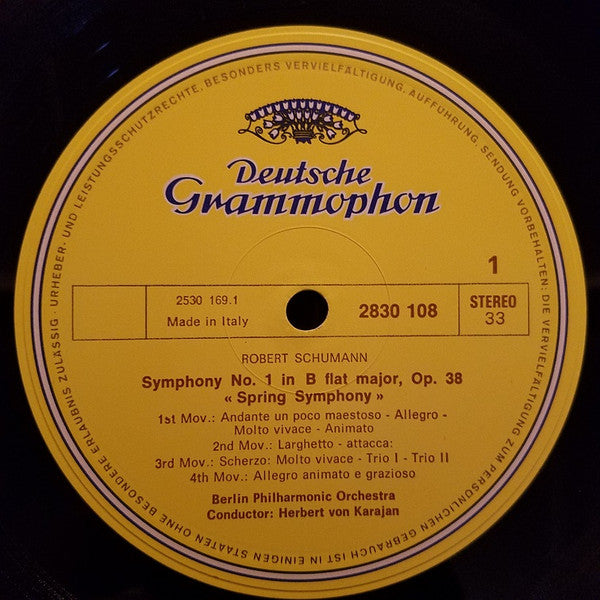 URHEBER- UND LEISTUNGSSCHUTZRECHTE, BESONDERS VERVIELFÄLTIGUNG, AUFFÜHRUNG, SENDUNG VORBEHALTEN; DIE VERVIELFÄLTIGUNG ZUM PERSÖNLICHEN GEBRAUCH IST IN EINIGEN STAATEN OHNE BESONDERE ERLAUBNIS ZULÄSSIG ·
Deutsche
Grammophon
1
2530 169.1
Made in Italy
2830 108
STEREO
33
ROBERT SCHUMANN
Symphony No. 1 in B flat major, Op. 38
« Spring Symphony »
1st Mov.: Andante un poco maestoso - Allegro -
Molto vivace - Animato
2nd Mov.: Larghetto - attacca:
3rd Mov.: Scherzo: Molto vivace - Trio I - Trio II
4th Mov.: Allegro animato e grazioso
Berlin Philharmonic Orchestra
Conductor: Herbert von Karajan